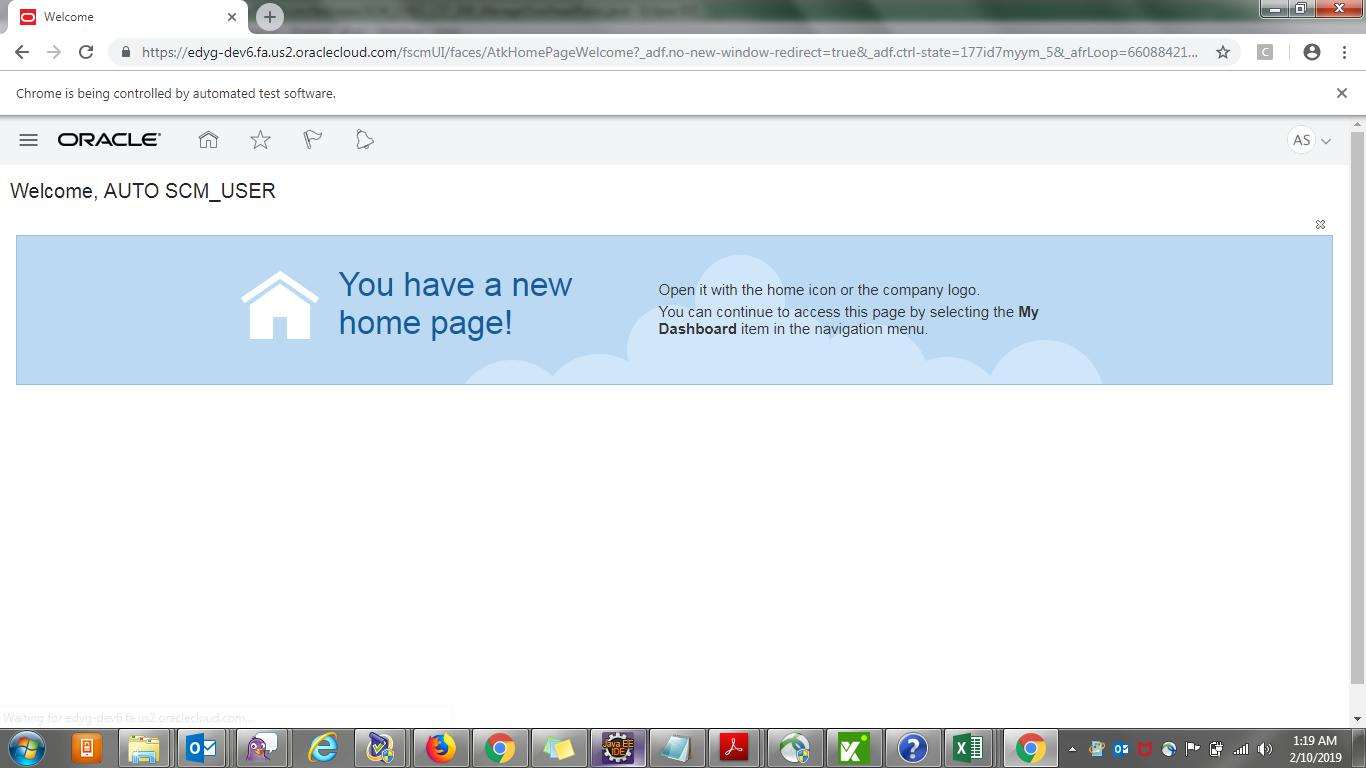 Welcome
https://edyg-dev6.fa.us2.oraclecloud.com/fscmUI/faces/AtkHomePageWelcome?_adf.no-new-window-redirect=true&_adf.ctrl-state=177id7myym_5&_afrLoop=66088421...
C
Chrome is being controlled by automated test software.
ORACLE
AS
Welcome, AUTO SCM_USER
You have a new
home page!
Open it with the home icon or the company logo.
You can continue to access this page by selecting the My
Dashboard item in the navigation menu.
Waiting for edyg-dev6.fa.us2.oraclecloud.com...
Java EE
IDE
1:19 AM
2/10/2019